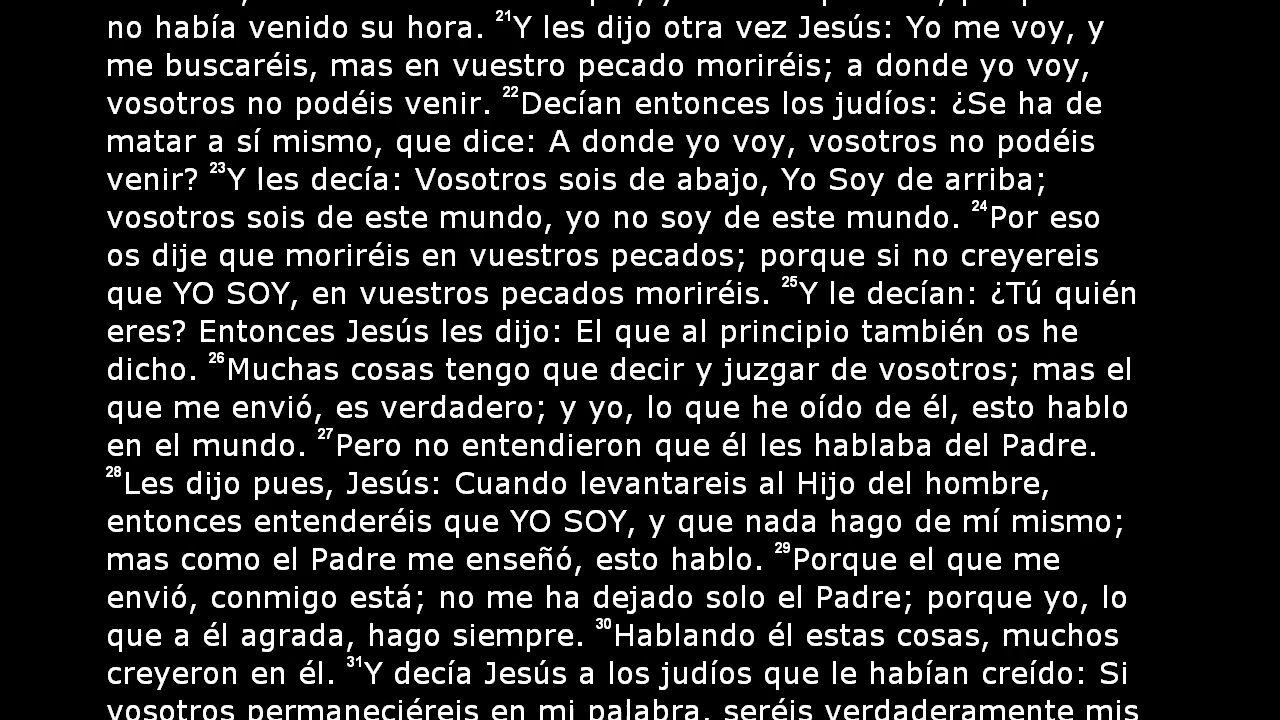 no había venido su hora. 21Y les dijo otra vez Jesús: Yo me voy, y
me buscaréis, mas en vuestro pecado moriréis; a donde yo voy,
vosotros no podéis venir. 22Decían entonces los judíos: ¿Se ha de
matar a sí mismo, que dice: A donde yo voy, vosotros no podéis
venir? 23Y les decía: Vosotros sois de abajo, Yo Soy de arriba;
vosotros sois de este mundo, yo no soy de este mundo. 24Por eso
os dije que moriréis en vuestros pecados; porque si no creyereis
que YO SOY, en vuestros pecados moriréis. 25Y le decían: ¿Tú quién
eres? Entonces Jesús les dijo: El que al principio también os he
dicho. 26Muchas cosas tengo que decir y juzgar de vosotros; mas el
que me envió, es verdadero; y yo, lo que he oído de él, esto hablo
en el mundo. 27Pero no entendieron que él les hablaba del Padre.
28Les dijo pues, Jesús: Cuando levantareis al Hijo del hombre,
entonces entenderéis que YO SOY, y que nada hago de mí mismo;
mas como el Padre me enseñó, esto hablo. 29Porque el que me
envió, conmigo está; no me ha dejado solo el Padre; porque yo, lo
que a él agrada, hago siempre. 30Hablando él estas cosas, muchos
creyeron en él. 31Y decía Jesús a los judíos que le habían creído: Si
vosotros permaneciéreis en mi palabra, seréis verdaderamente mis